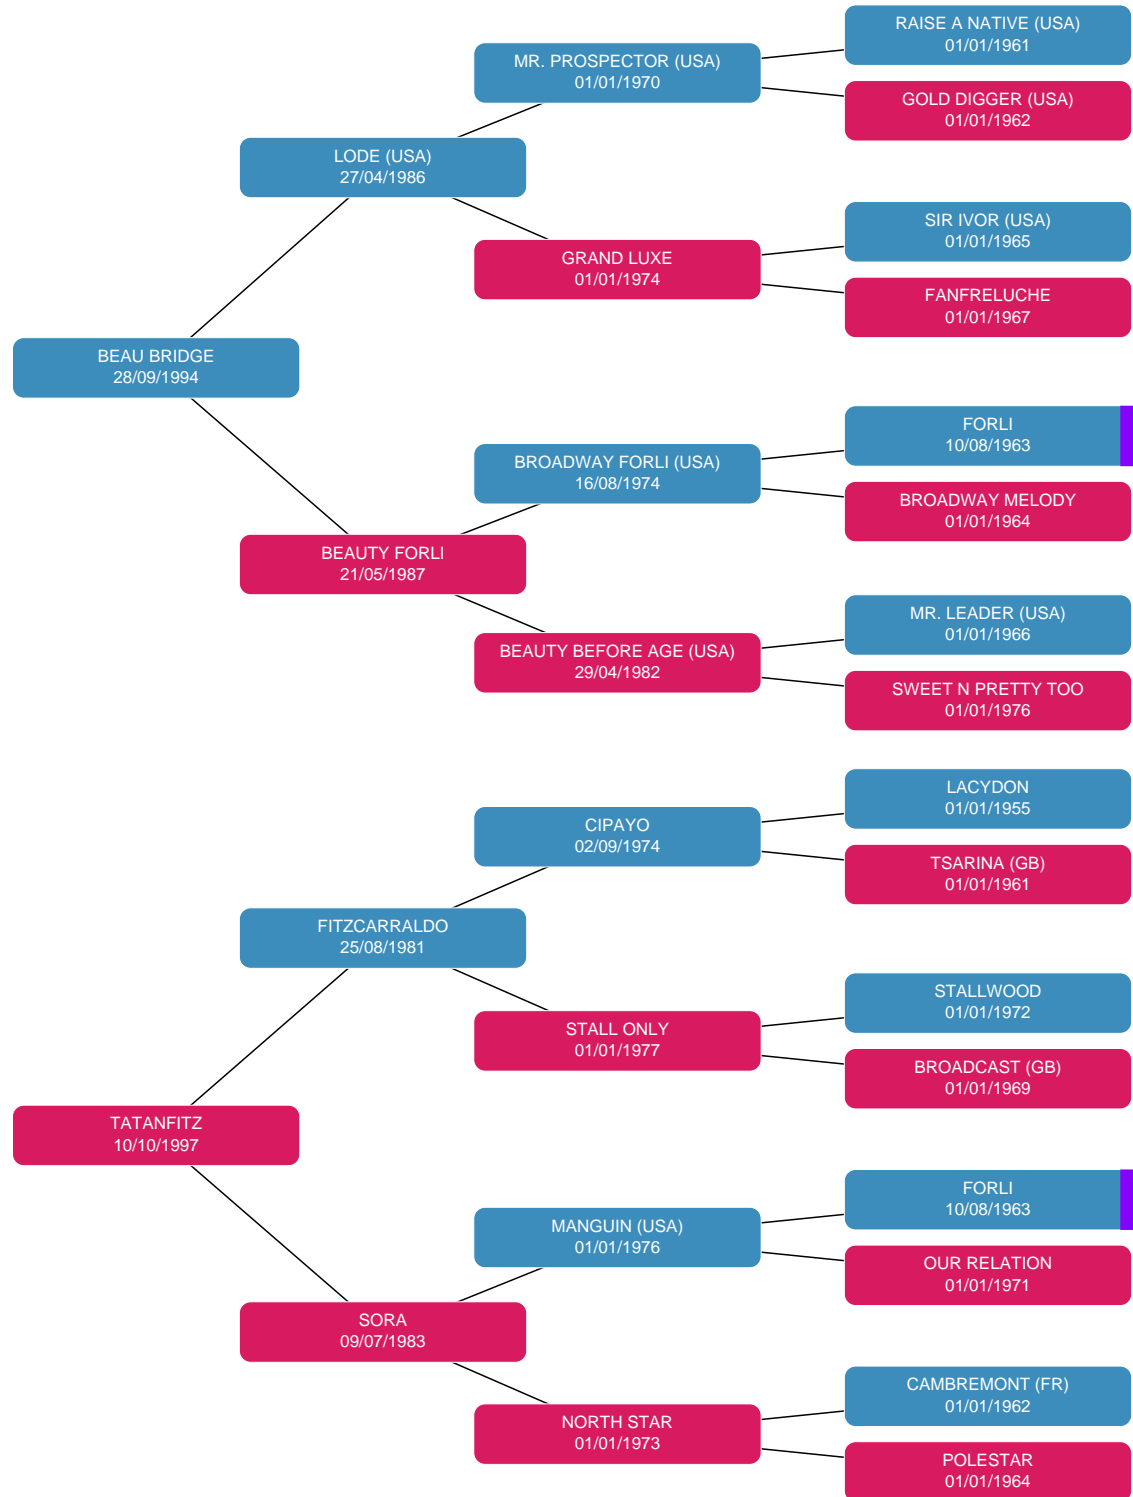 RAISE A NATIVE (USA)
01/01/1961
MR. PROSPECTOR (USA)
01/01/1970
GOLD DIGGER (USA)
01/01/1962
LODE (USA)
27/04/1986
SIR IVOR (USA)
01/01/1965
GRAND LUXE
01/01/1974
FANFRELUCHE
01/01/1967
BEAU BRIDGE
28/09/1994
FORLI
10/08/1963
BROADWAY FORLI (USA)
16/08/1974
BROADWAY MELODY
01/01/1964
BEAUTY FORLI
21/05/1987
MR. LEADER (USA)
01/01/1966
BEAUTY BEFORE AGE (USA)
29/04/1982
SWEET N PRETTY TOO
01/01/1976
LACYDON
01/01/1955
CIPAYO
02/09/1974
TSARINA (GB)
01/01/1961
FITZCARRALDO
25/08/1981
STALLWOOD
01/01/1972
STALL ONLY
01/01/1977
BROADCAST (GB)
01/01/1969
TATANFITZ
10/10/1997
FORLI
10/08/1963
MANGUIN (USA)
01/01/1976
OUR RELATION
01/01/1971
SORA
09/07/1983
CAMBREMONT (FR)
01/01/1962
NORTH STAR
01/01/1973
POLESTAR
01/01/1964